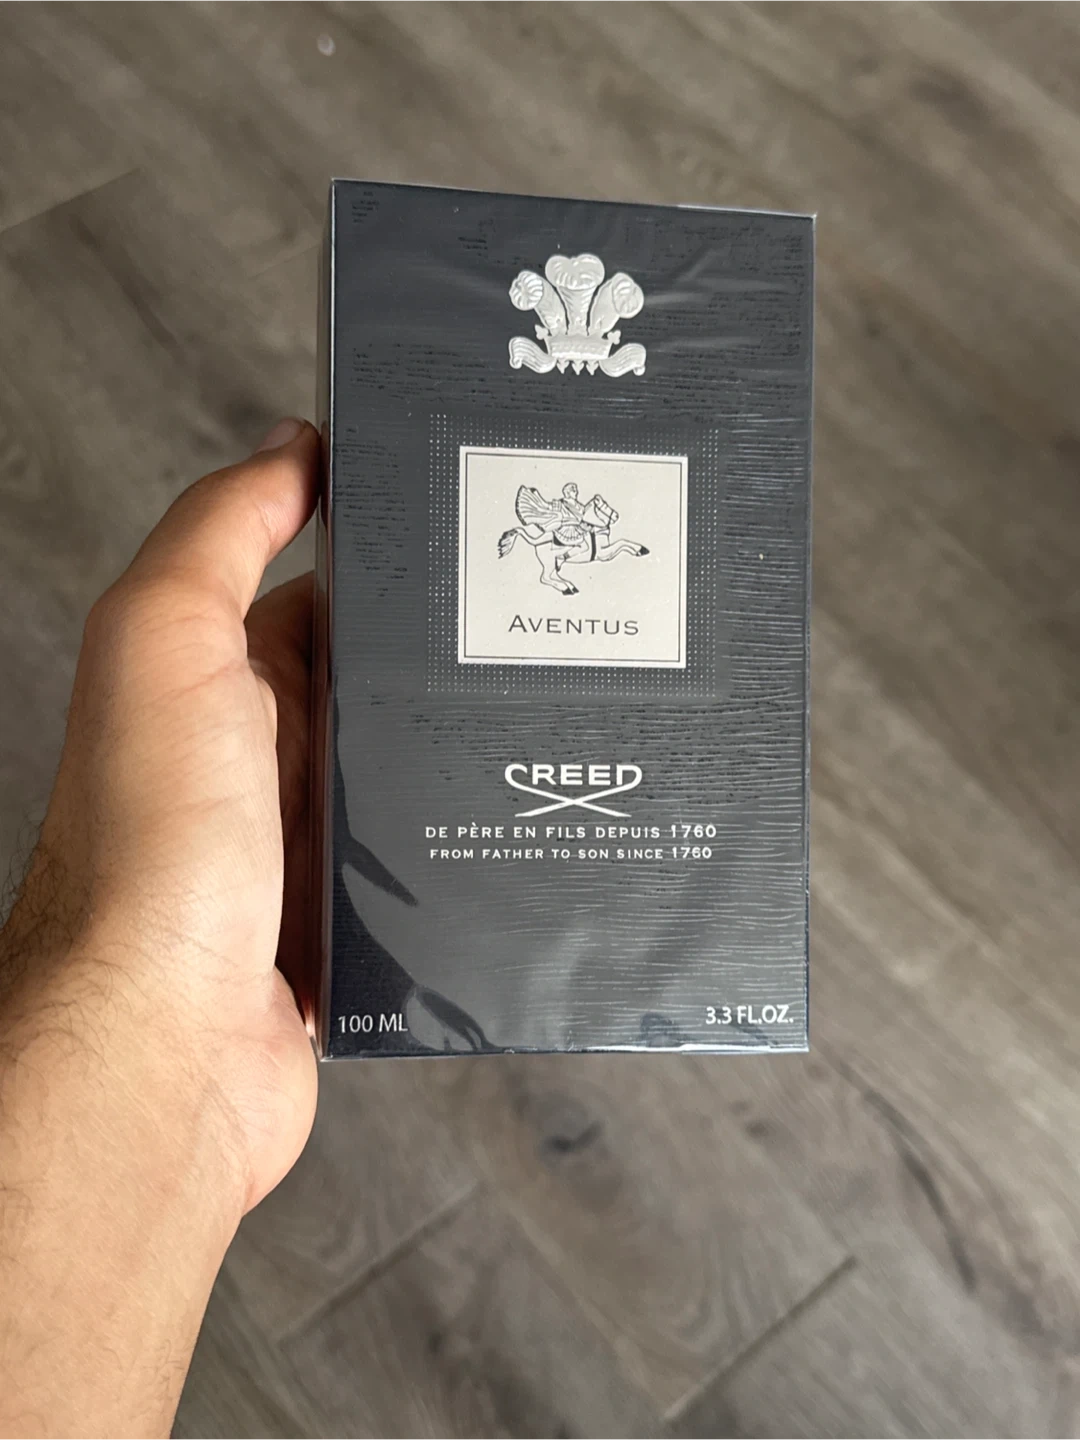 AVENTUS
CREED
DE PÈRE EN FILS DEPUIS 1760
FROM FATHER TO SON SINCE 1760
100 ML
3.3 FL.OZ.